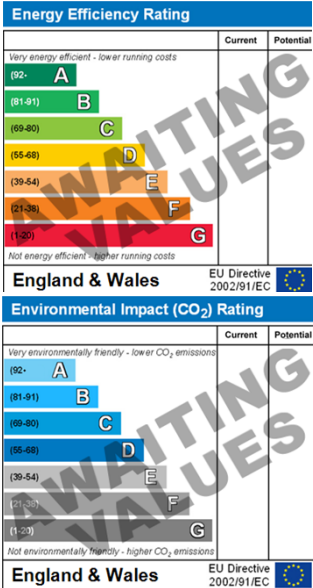 Energy Efficiency Rating
Current Potential
Very energy efficient - lower running costs
(92- A
(81-91) B
(69-80) C
(55-68) D
(39-54) E
(21-38) F
(1-20) G
AWAITING
VALUES
Not energy efficient - higher running costs
England & Wales
EU Directive
2002/91/EC
Environmental Impact (CO2) Rating
Current Potential
Very environmentally friendly - lower CO2 emissions
(92- A
(81-91) B
(69-80) C
(55-68) D
(39-54) E
(21-38) F
(1-20) G
AWAITING
VALUES
Not environmentally friendly - higher CO2 emissions
England & Wales
EU Directive
2002/91/EC